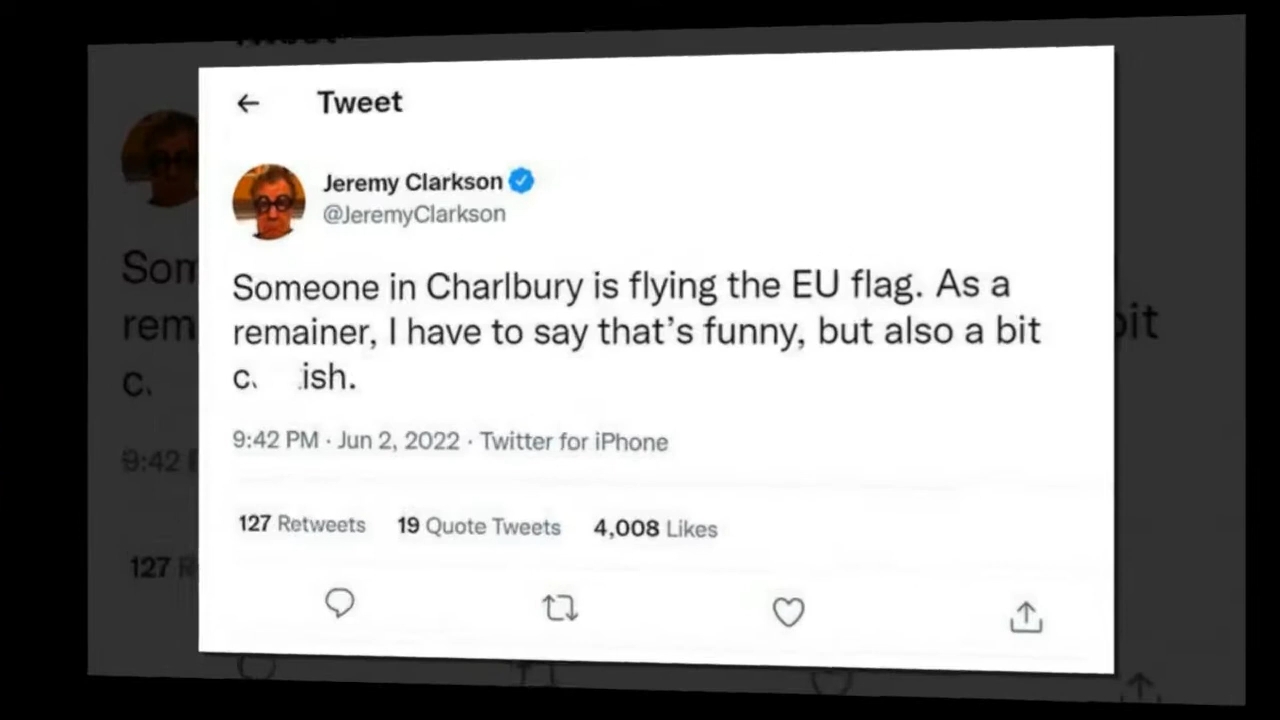 Tweet
Jeremy Clarkson
@JeremyClarkson
Someone in Charlbury is flying the EU flag. As a
remainer, I have to say that’s funny, but also a bit
c. ish.
9:42 PM · Jun 2, 2022 · Twitter for iPhone
127 Retweets 19 Quote Tweets 4,008 Likes